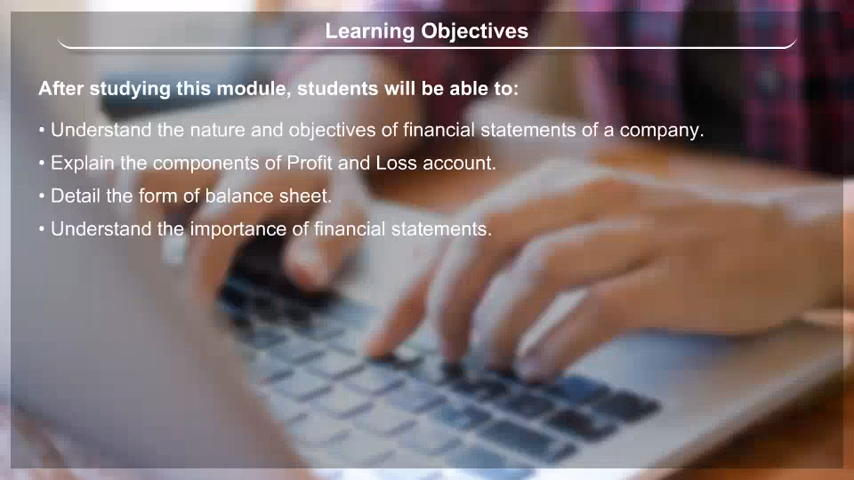 Learning Objectives
After studying this module, students will be able to:
• Understand the nature and objectives of financial statements of a company.
• Explain the components of Profit and Loss account.
• Detail the form of balance sheet.
• Understand the importance of financial statements.